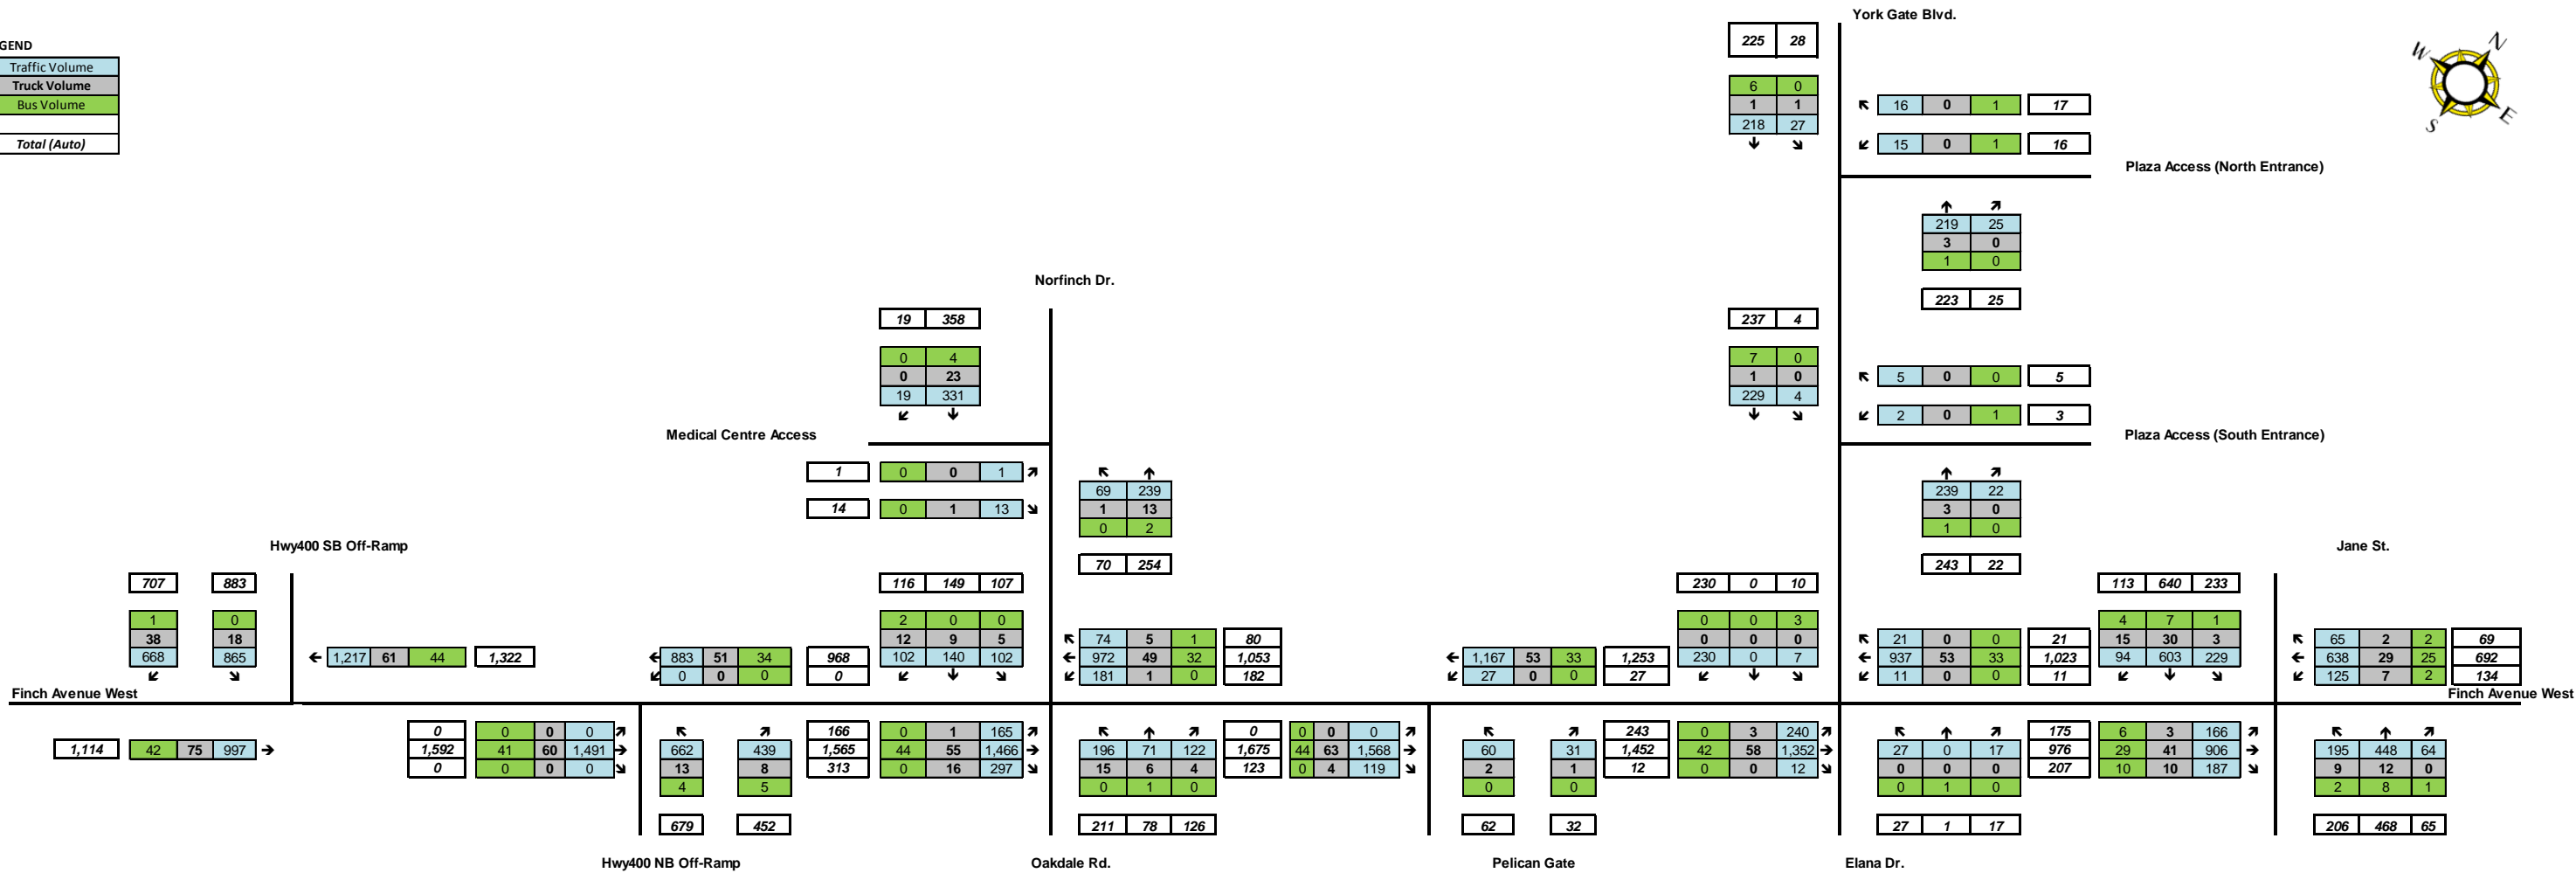 York Gate Blvd.
GEND
Traffic Volume
Truck Volume
Bus Volume
Total (Auto)
N
W
E
S
225 28
6 0
1 1
218 27
↓ ↘
↖ 16 0 1 17
↙ 15 0 1 16
Plaza Access (North Entrance)
↑ ↗
219 25
3 0
1 0
223 25
Norfinch Dr.
19 358
0 4
0 23
19 331
↙ ↓
237 4
7 0
1 0
229 4
↓ ↘
↖ 5 0 0 5
↙ 2 0 1 3
Medical Centre Access
Plaza Access (South Entrance)
1 0 0 1 ↗
14 0 1 13 ↘
↖ ↑
69 239
1 13
0 2
70 254
↑ ↗
239 22
3 0
1 0
243 22
Hwy400 SB Off-Ramp
Jane St.
707 883
1 0
38 18
668 865
↙ ↘
← 1,217 61 44 1,322
← 883 51 34 968
↙ 0 0 0 0
116 149 107
2 0 0
12 9 5
102 140 102
↙ ↓ ↘
↖ 74 5 1 80
← 972 49 32 1,053
↙ 181 1 0 182
← 1,167 53 33 1,253
↙ 27 0 0 27
230 0 10
0 0 3
0 0 0
230 0 7
↙ ↓ ↘
↖ 21 0 0 21
← 937 53 33 1,023
↙ 11 0 0 11
113 640 233
4 7 1
15 30 3
94 603 229
↙ ↓ ↘
↖ 65 2 2 69
← 638 29 25 692
↙ 125 7 2 134
Finch Avenue West
Finch Avenue West
1,114 42 75 997 →
0 0 0 0 ↗
1,592 41 60 1,491 →
0 0 0 0 ↘
↖ ↗
662 439
13 8
4 5
679 452
166 0 1 165 ↗
1,565 44 55 1,466 →
313 0 16 297 ↘
↖ ↑ ↗
196 71 122
15 6 4
0 1 0
211 78 126
0 0 0 0 ↗
1,675 44 63 1,568 →
123 0 4 119 ↘
↖ ↗
60 31
2 1
0 0
62 32
243 0 3 240 ↗
1,452 42 58 1,352 →
12 0 0 12 ↘
↖ ↑ ↗
27 0 17
0 0 0
0 1 0
27 1 17
175 6 3 166 ↗
976 29 41 906 →
207 10 10 187 ↘
↖ ↑ ↗
195 448 64
9 12 0
2 8 1
206 468 65
Hwy400 NB Off-Ramp
Oakdale Rd.
Pelican Gate
Elana Dr.